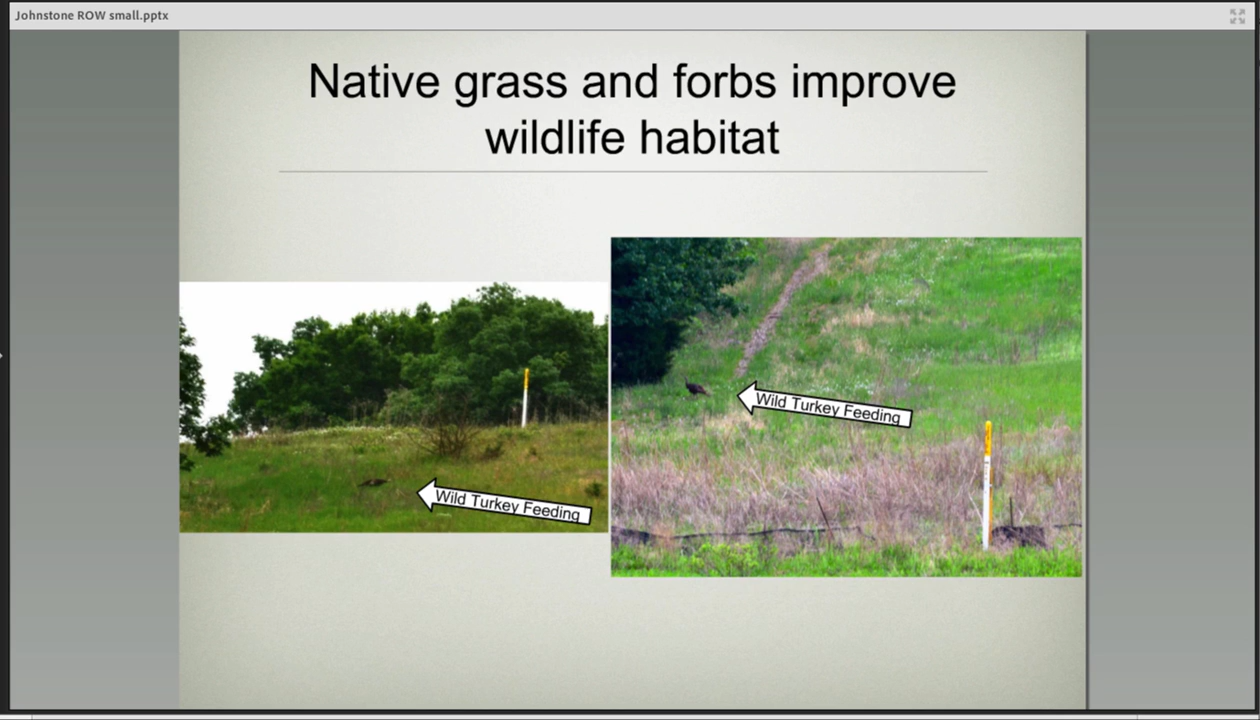 Johnstone ROW small.pptx
Native grass and forbs improve
wildlife habitat
Wild Turkey Feeding
Wild Turkey Feeding